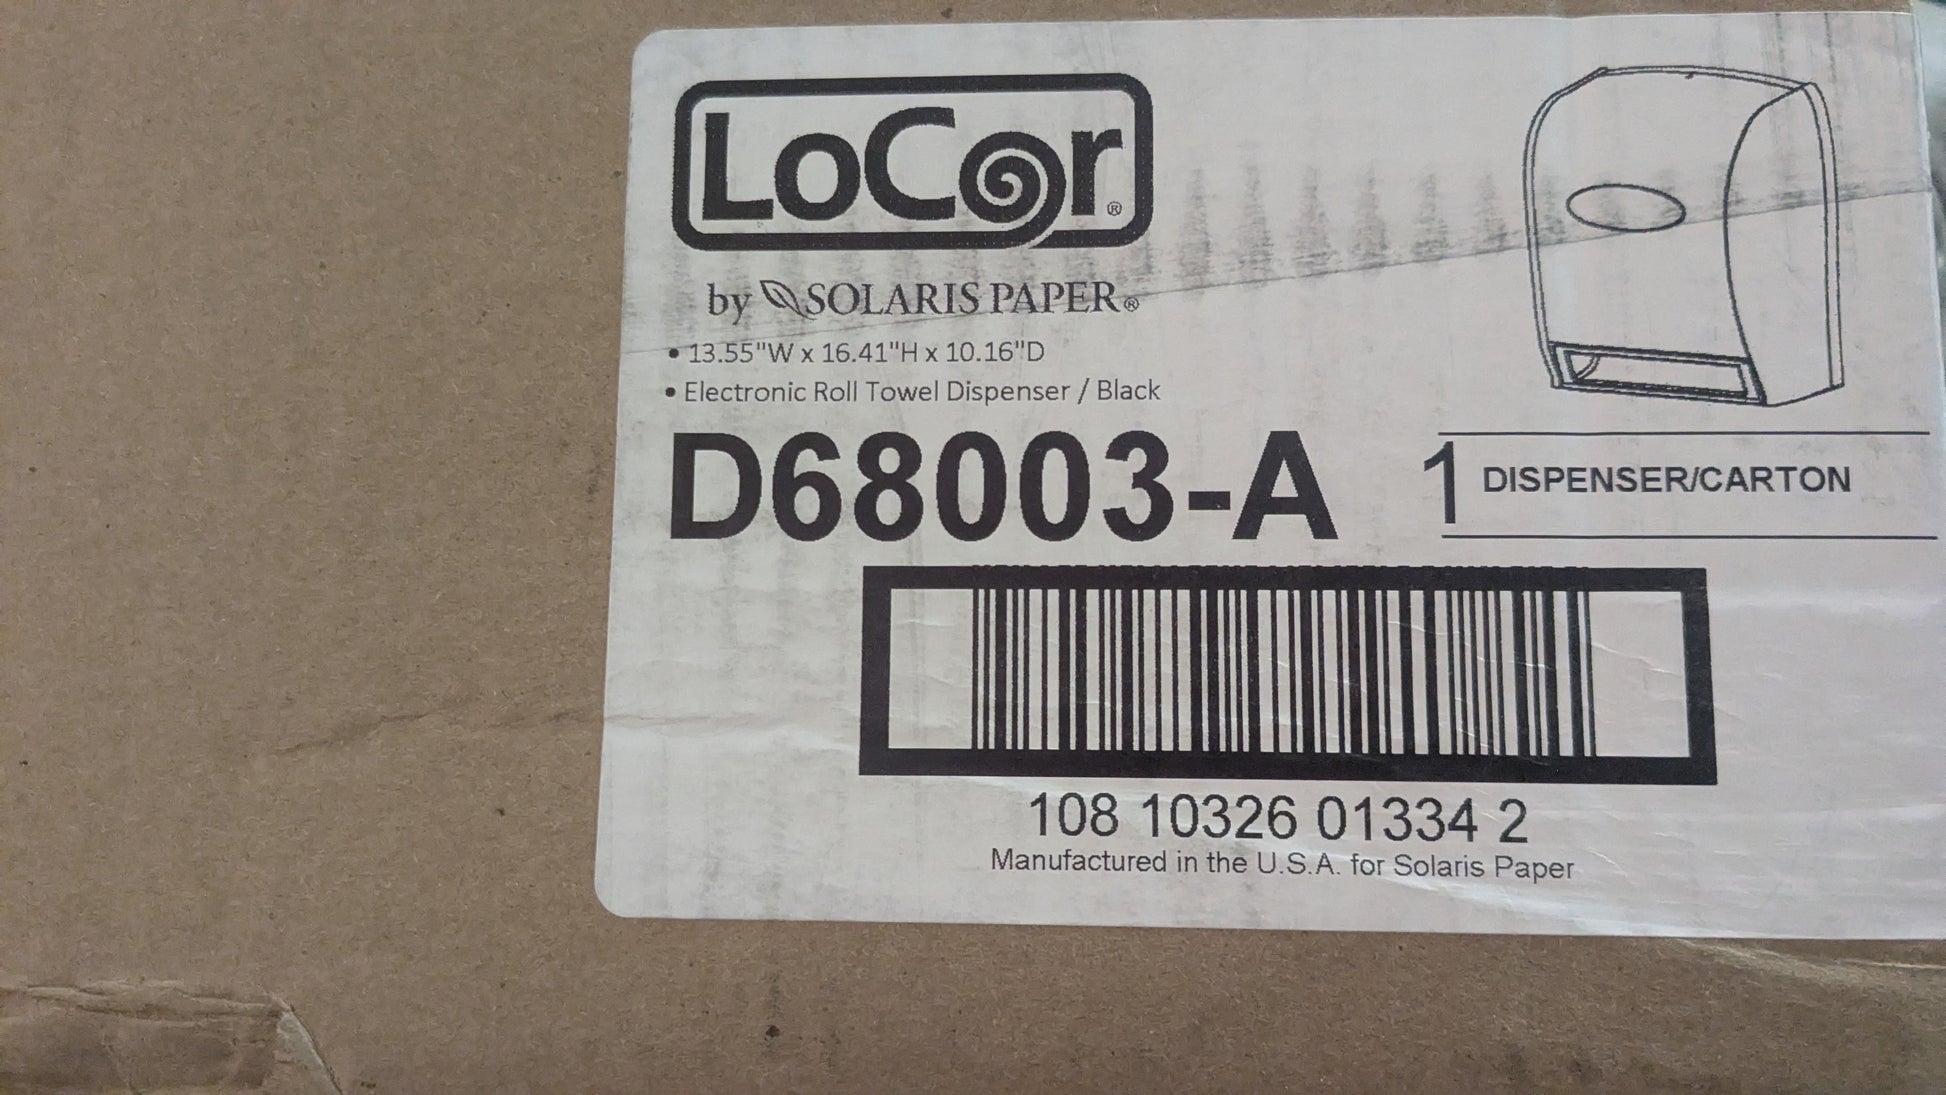 LoCor®
by SOLARIS PAPER®
• 13.55"W x 16.41"H x 10.16"D
• Electronic Roll Towel Dispenser / Black
D68003-A
1 DISPENSER/CARTON
108 10326 01334 2
Manufactured in the U.S.A. for Solaris Paper